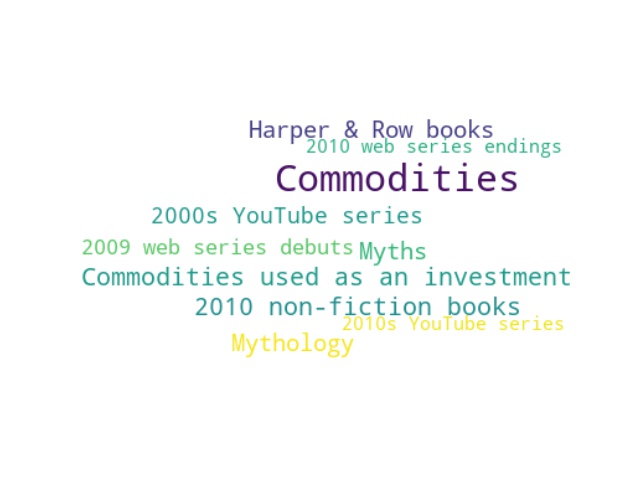 Harper & Row books
2010 web series endings
Commodities
2000s YouTube series
2009 web series debuts
Myths
Commodities used as an investment
2010 non-fiction books
2010s YouTube series
Mythology